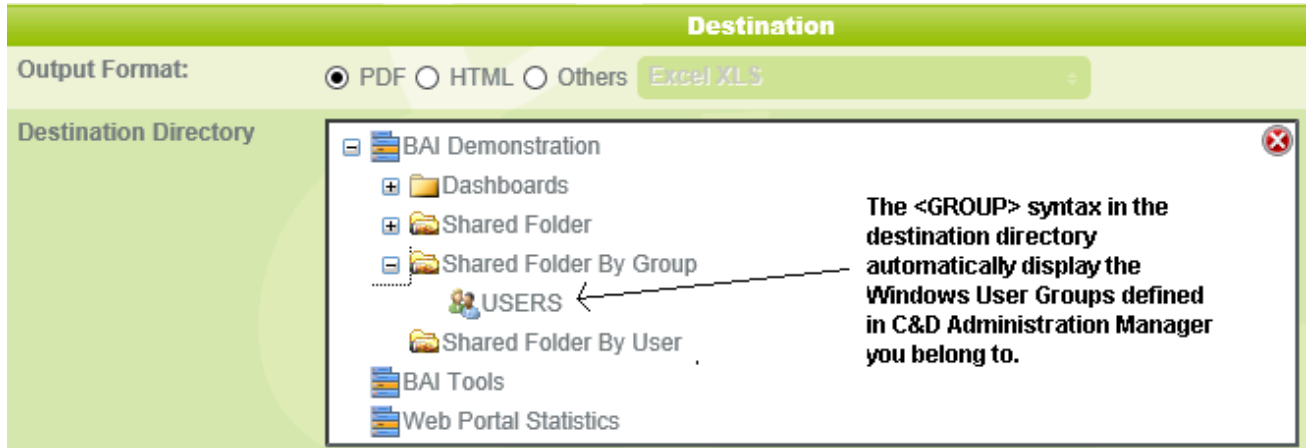 Destination
Output Format:
PDF HTML Others Excel XLS
Destination Directory
BAI Demonstration
Dashboards
Shared Folder
Shared Folder By Group
USERS
Shared Folder By User
BAI Tools
Web Portal Statistics
The <GROUP> syntax in the
destination directory
automatically display the
Windows User Groups defined
in C&D Administration Manager
you belong to.